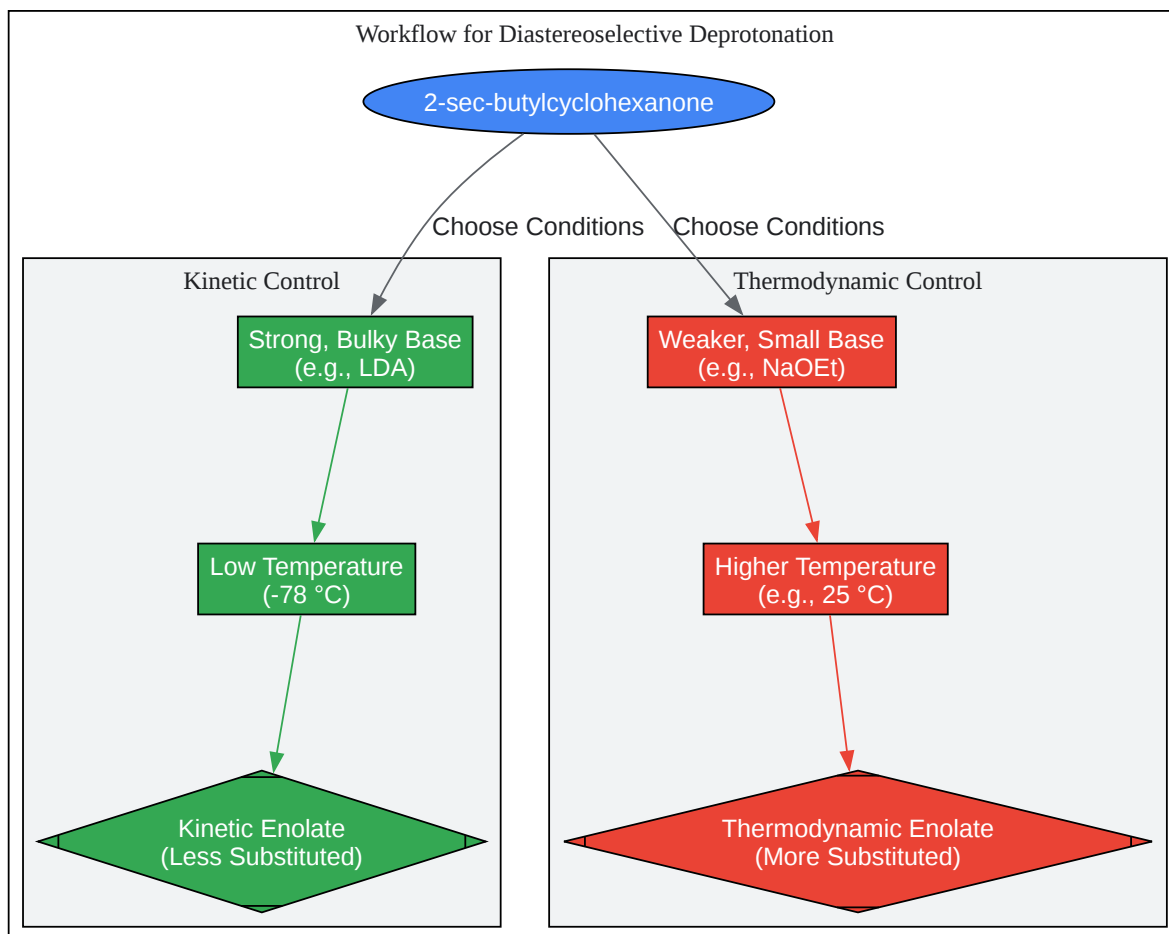 Workflow for Diastereoselective Deprotonation
2-sec-butylcyclohexanone
Choose Conditions
Choose Conditions
Kinetic Control
Strong, Bulky Base
(e.g., LDA)
Low Temperature
(-78 °C)
Kinetic Enolate
(Less Substituted)
Thermodynamic Control
Weaker, Small Base
(e.g., NaOEt)
Higher Temperature
(e.g., 25 °C)
Thermodynamic Enolate
(More Substituted)